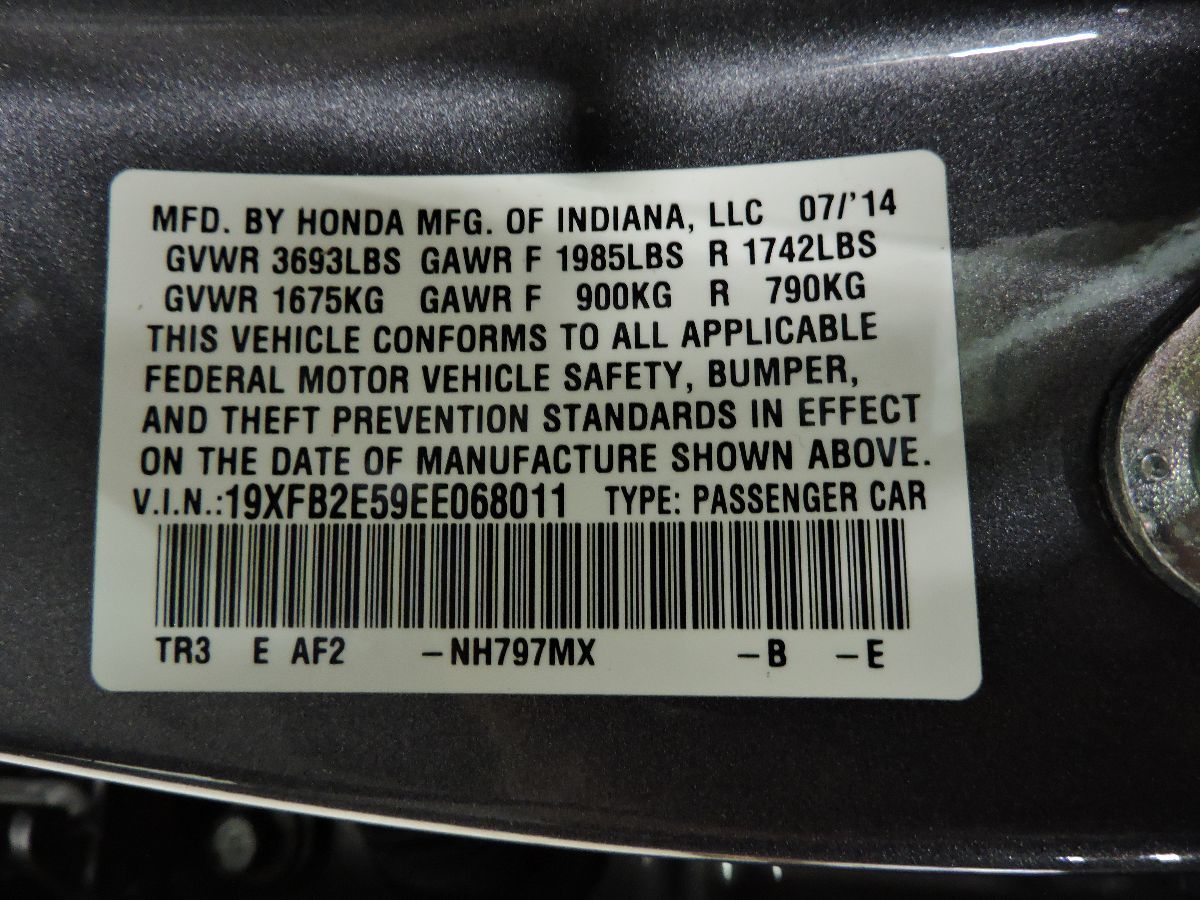 MFD. BY HONDA MFG. OF INDIANA, LLC 07/'14
GVWR 3693LBS GAWR F 1985LBS R 1742LBS
GVWR 1675KG GAWR F 900KG R 790KG
THIS VEHICLE CONFORMS TO ALL APPLICABLE
FEDERAL MOTOR VEHICLE SAFETY, BUMPER,
AND THEFT PREVENTION STANDARDS IN EFFECT
ON THE DATE OF MANUFACTURE SHOWN ABOVE.
V.I.N.:19XFB2E59EE068011 TYPE: PASSENGER CAR
TR3 E AF2 –NH797MX –B –E